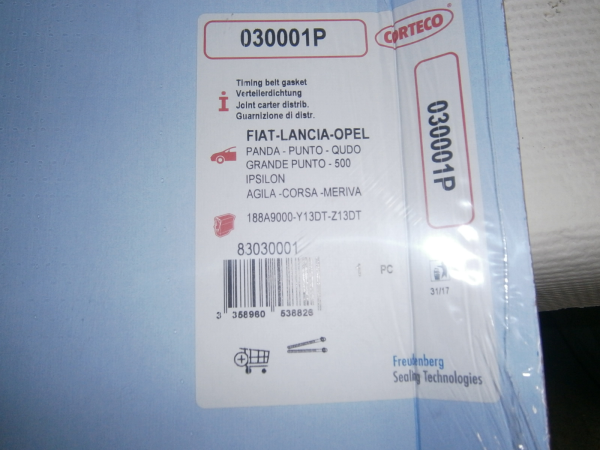 030001P
CORTECO
Timing belt gasket
Verteilerdichtung
Joint carter distrib.
Guarnizione di distr.
FIAT-LANCIA-OPEL
PANDA - PUNTO - QUDO
GRANDE PUNTO - 500
IPSILON
AGILA -CORSA -MERIVA
188A9000-Y13DT-Z13DT
83030001
1 PC
3 358960 536826
030001P
31/17
Freudenberg
Sealing Technologies